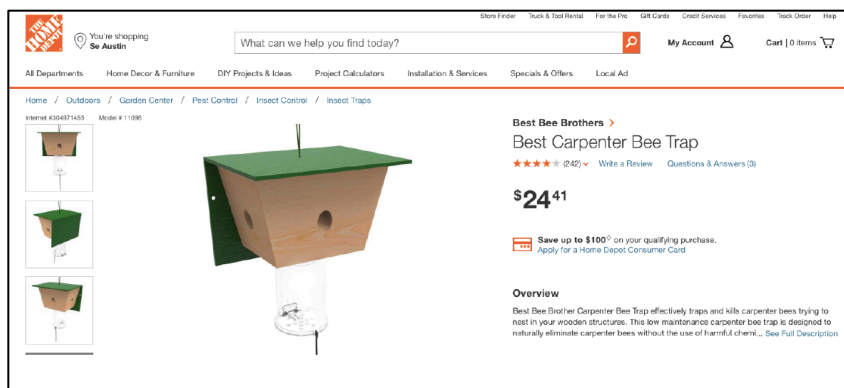 Store Finder Truck & Tool Rental For the Pro Gift Cards Credit Services Favorites Track Order Help
THE HOME DEPOT
You're shopping
Se Austin
What can we help you find today?
My Account
Cart | 0 items
All Departments Home Decor & Furniture DIY Projects & Ideas Project Calculators Installation & Services Specials & Offers Local Ad
Home / Outdoors / Garden Center / Pest Control / Insect Control / Insect Traps
Internet #304971455 Model # 11096
Best Bee Brothers >
Best Carpenter Bee Trap
(242) Write a Review Questions & Answers (3)
$24 41
Save up to $100◊ on your qualifying purchase.
Apply for a Home Depot Consumer Card
Overview
Best Bee Brother Carpenter Bee Trap effectively traps and kills carpenter bees trying to
nest in your wooden structures. This low maintenance carpenter bee trap is designed to
naturally eliminate carpenter bees without the use of harmful chemi... See Full Description